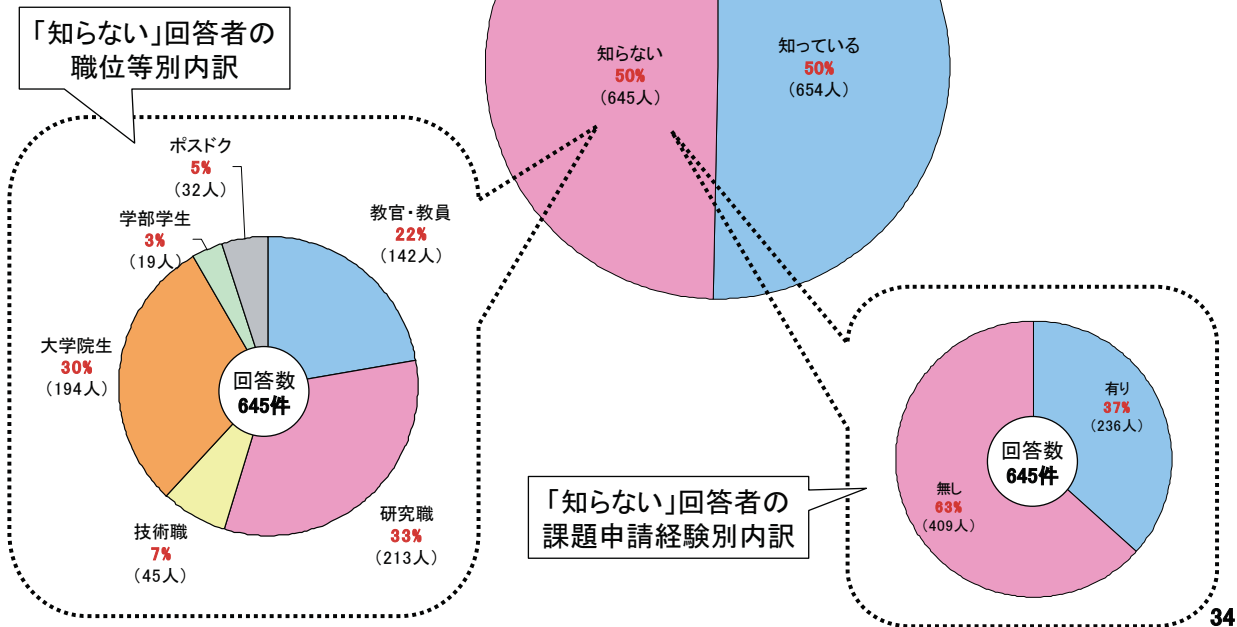 「知らない」回答者の
職位等別内訳
知らない
50%
(645人)
知っている
50%
(654人)
ポスドク
5%
(32人)
学部学生
3%
(19人)
教官・教員
22%
(142人)
大学院生
30%
(194人)
回答数
645件
技術職
7%
(45人)
研究職
33%
(213人)
「知らない」回答者の
課題申請経験別内訳
有り
37%
(236人)
回答数
645件
無し
63%
(409人)
34